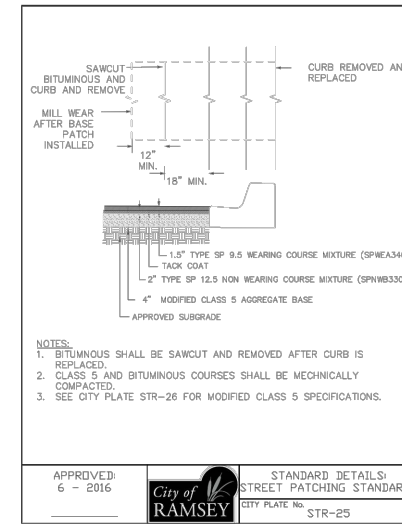 SAWCUT
BITUMINOUS AND
CURB AND REMOVE
CURB REMOVED AN
REPLACED
MILL WEAR
AFTER BASE
PATCH
INSTALLED
12"
MIN.
18" MIN.
1.5" TYPE SP 9.5 WEARING COURSE MIXTURE (SPWEA34
TACK COAT
2" TYPE SP 12.5 NON WEARING COURSE MIXTURE (SPNWB330
4" MODIFIED CLASS 5 AGGREGATE BASE
APPROVED SUBGRADE
NOTES:
1. BITUMNOUS SHALL BE SAWCUT AND REMOVED AFTER CURB IS
REPLACED.
2. CLASS 5 AND BITUMINOUS COURSES SHALL BE MECHNICALLY
COMPACTED.
3. SEE CITY PLATE STR-26 FOR MODIFIED CLASS 5 SPECIFICATIONS.
APPROVED:
6 - 2016
City of
RAMSEY
STANDARD DETAILS:
STREET PATCHING STANDAR
CITY PLATE No.
STR-25